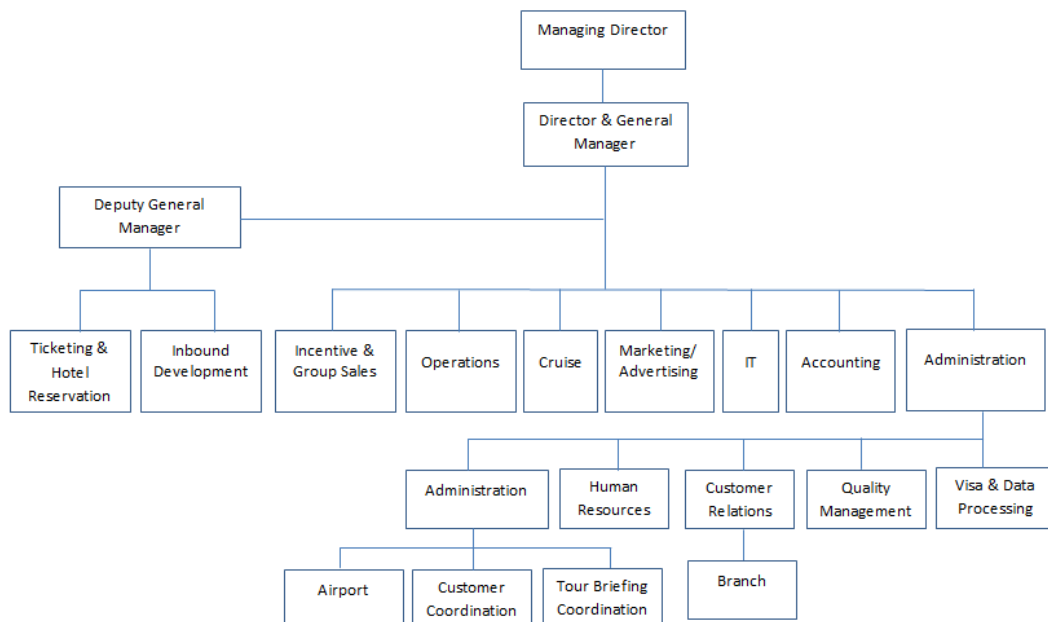 Managing Director
Director & General
Manager
Deputy General
Manager
Ticketing &
Hotel
Reservation
Inbound
Development
Incentive &
Group Sales
Operations
Cruise
Marketing/
Advertising
IT
Accounting
Administration
Administration
Human
Resources
Customer
Relations
Quality
Management
Visa & Data
Processing
Airport
Customer
Coordination
Tour Briefing
Coordination
Branch